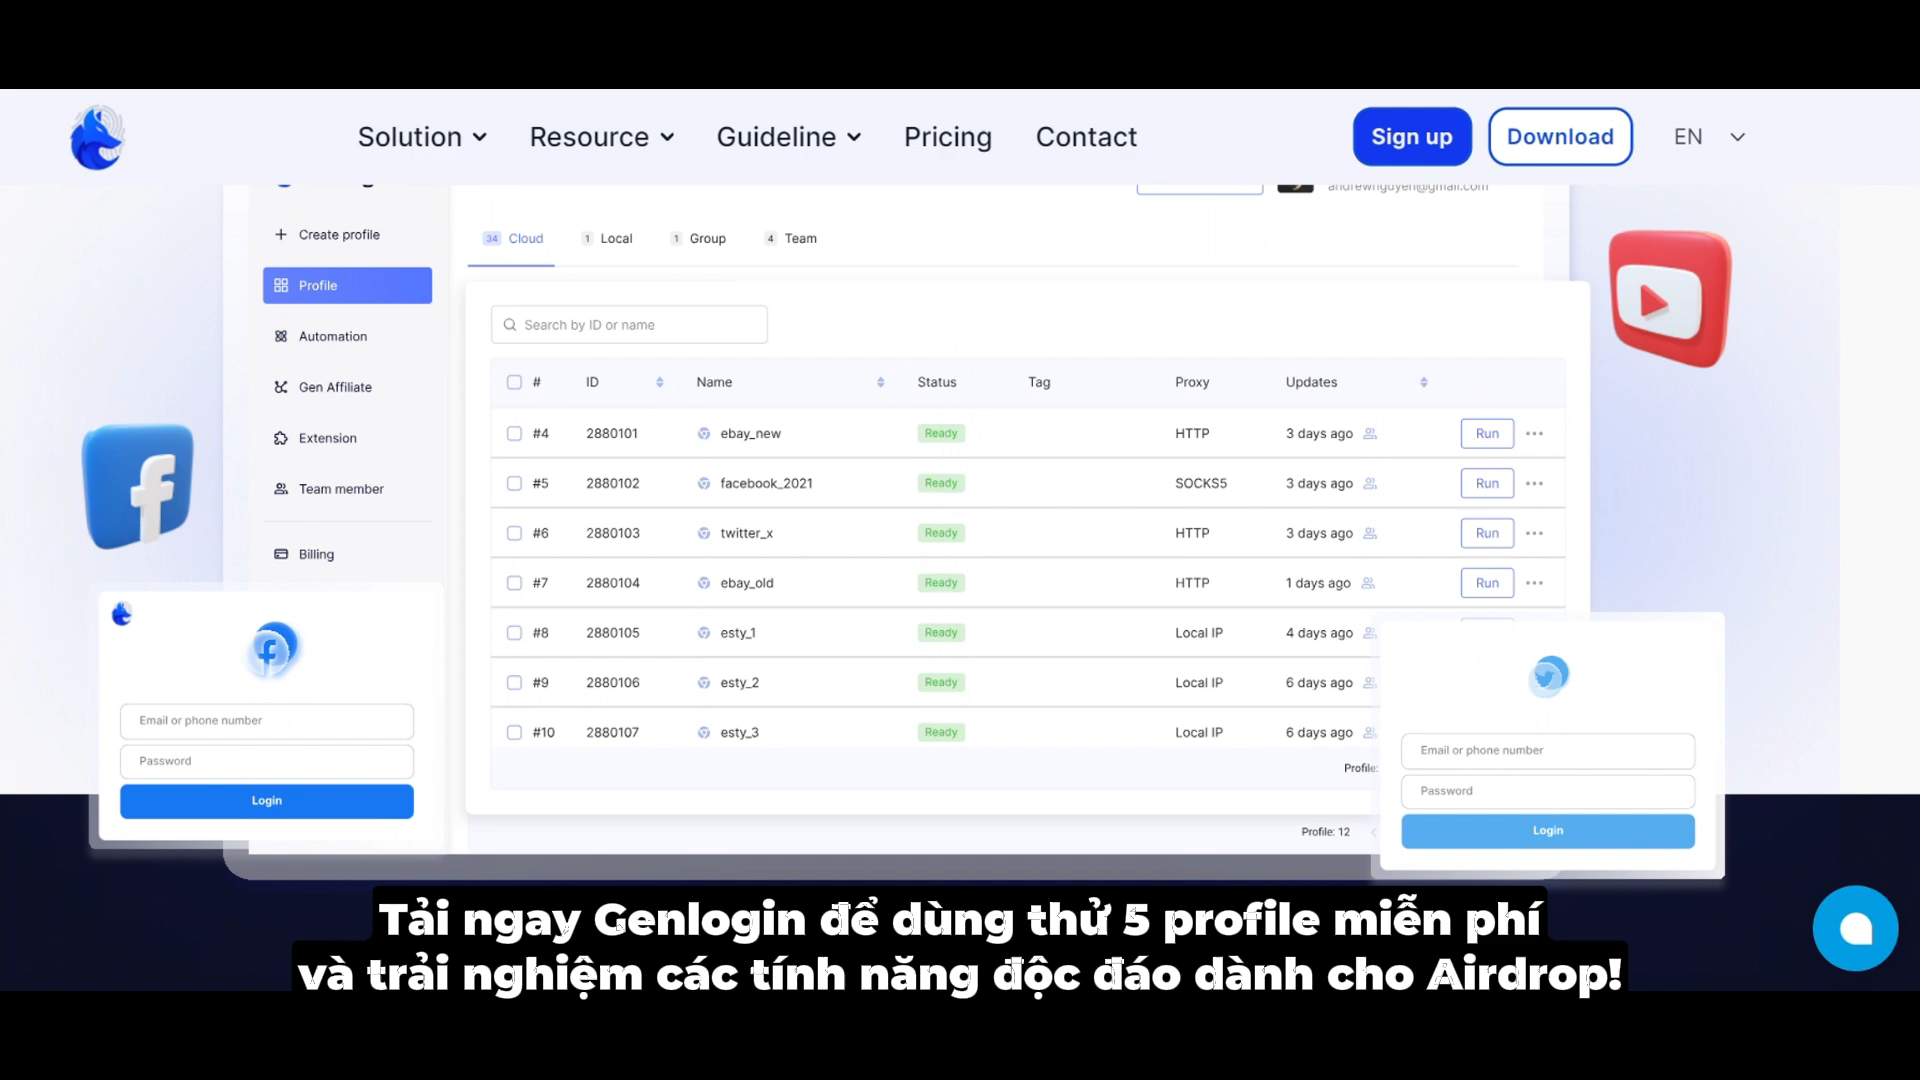 Solution
Resource
Guideline
Pricing
Contact
Sign up
Download
EN
andrewnguyen@gmail.com
Create profile
Profile
Automation
Gen Affiliate
Extension
Team member
Billing
34 Cloud
1 Local
1 Group
4 Team
Search by ID or name
# ID Name Status Tag Proxy Updates
#4 2880101 ebay_new Ready HTTP 3 days ago Run
#5 2880102 facebook_2021 Ready SOCKS5 3 days ago Run
#6 2880103 twitter_x Ready HTTP 3 days ago Run
#7 2880104 ebay_old Ready HTTP 1 days ago Run
#8 2880105 esty_1 Ready Local IP 4 days ago
#9 2880106 esty_2 Ready Local IP 6 days ago
#10 2880107 esty_3 Ready Local IP 6 days ago
Profile:
Profile: 12
Email or phone number
Password
Login
Email or phone number
Password
Login
Tải ngay Genlogin để dùng thử 5 profile miễn phí
và trải nghiệm các tính năng độc đáo dành cho Airdrop!